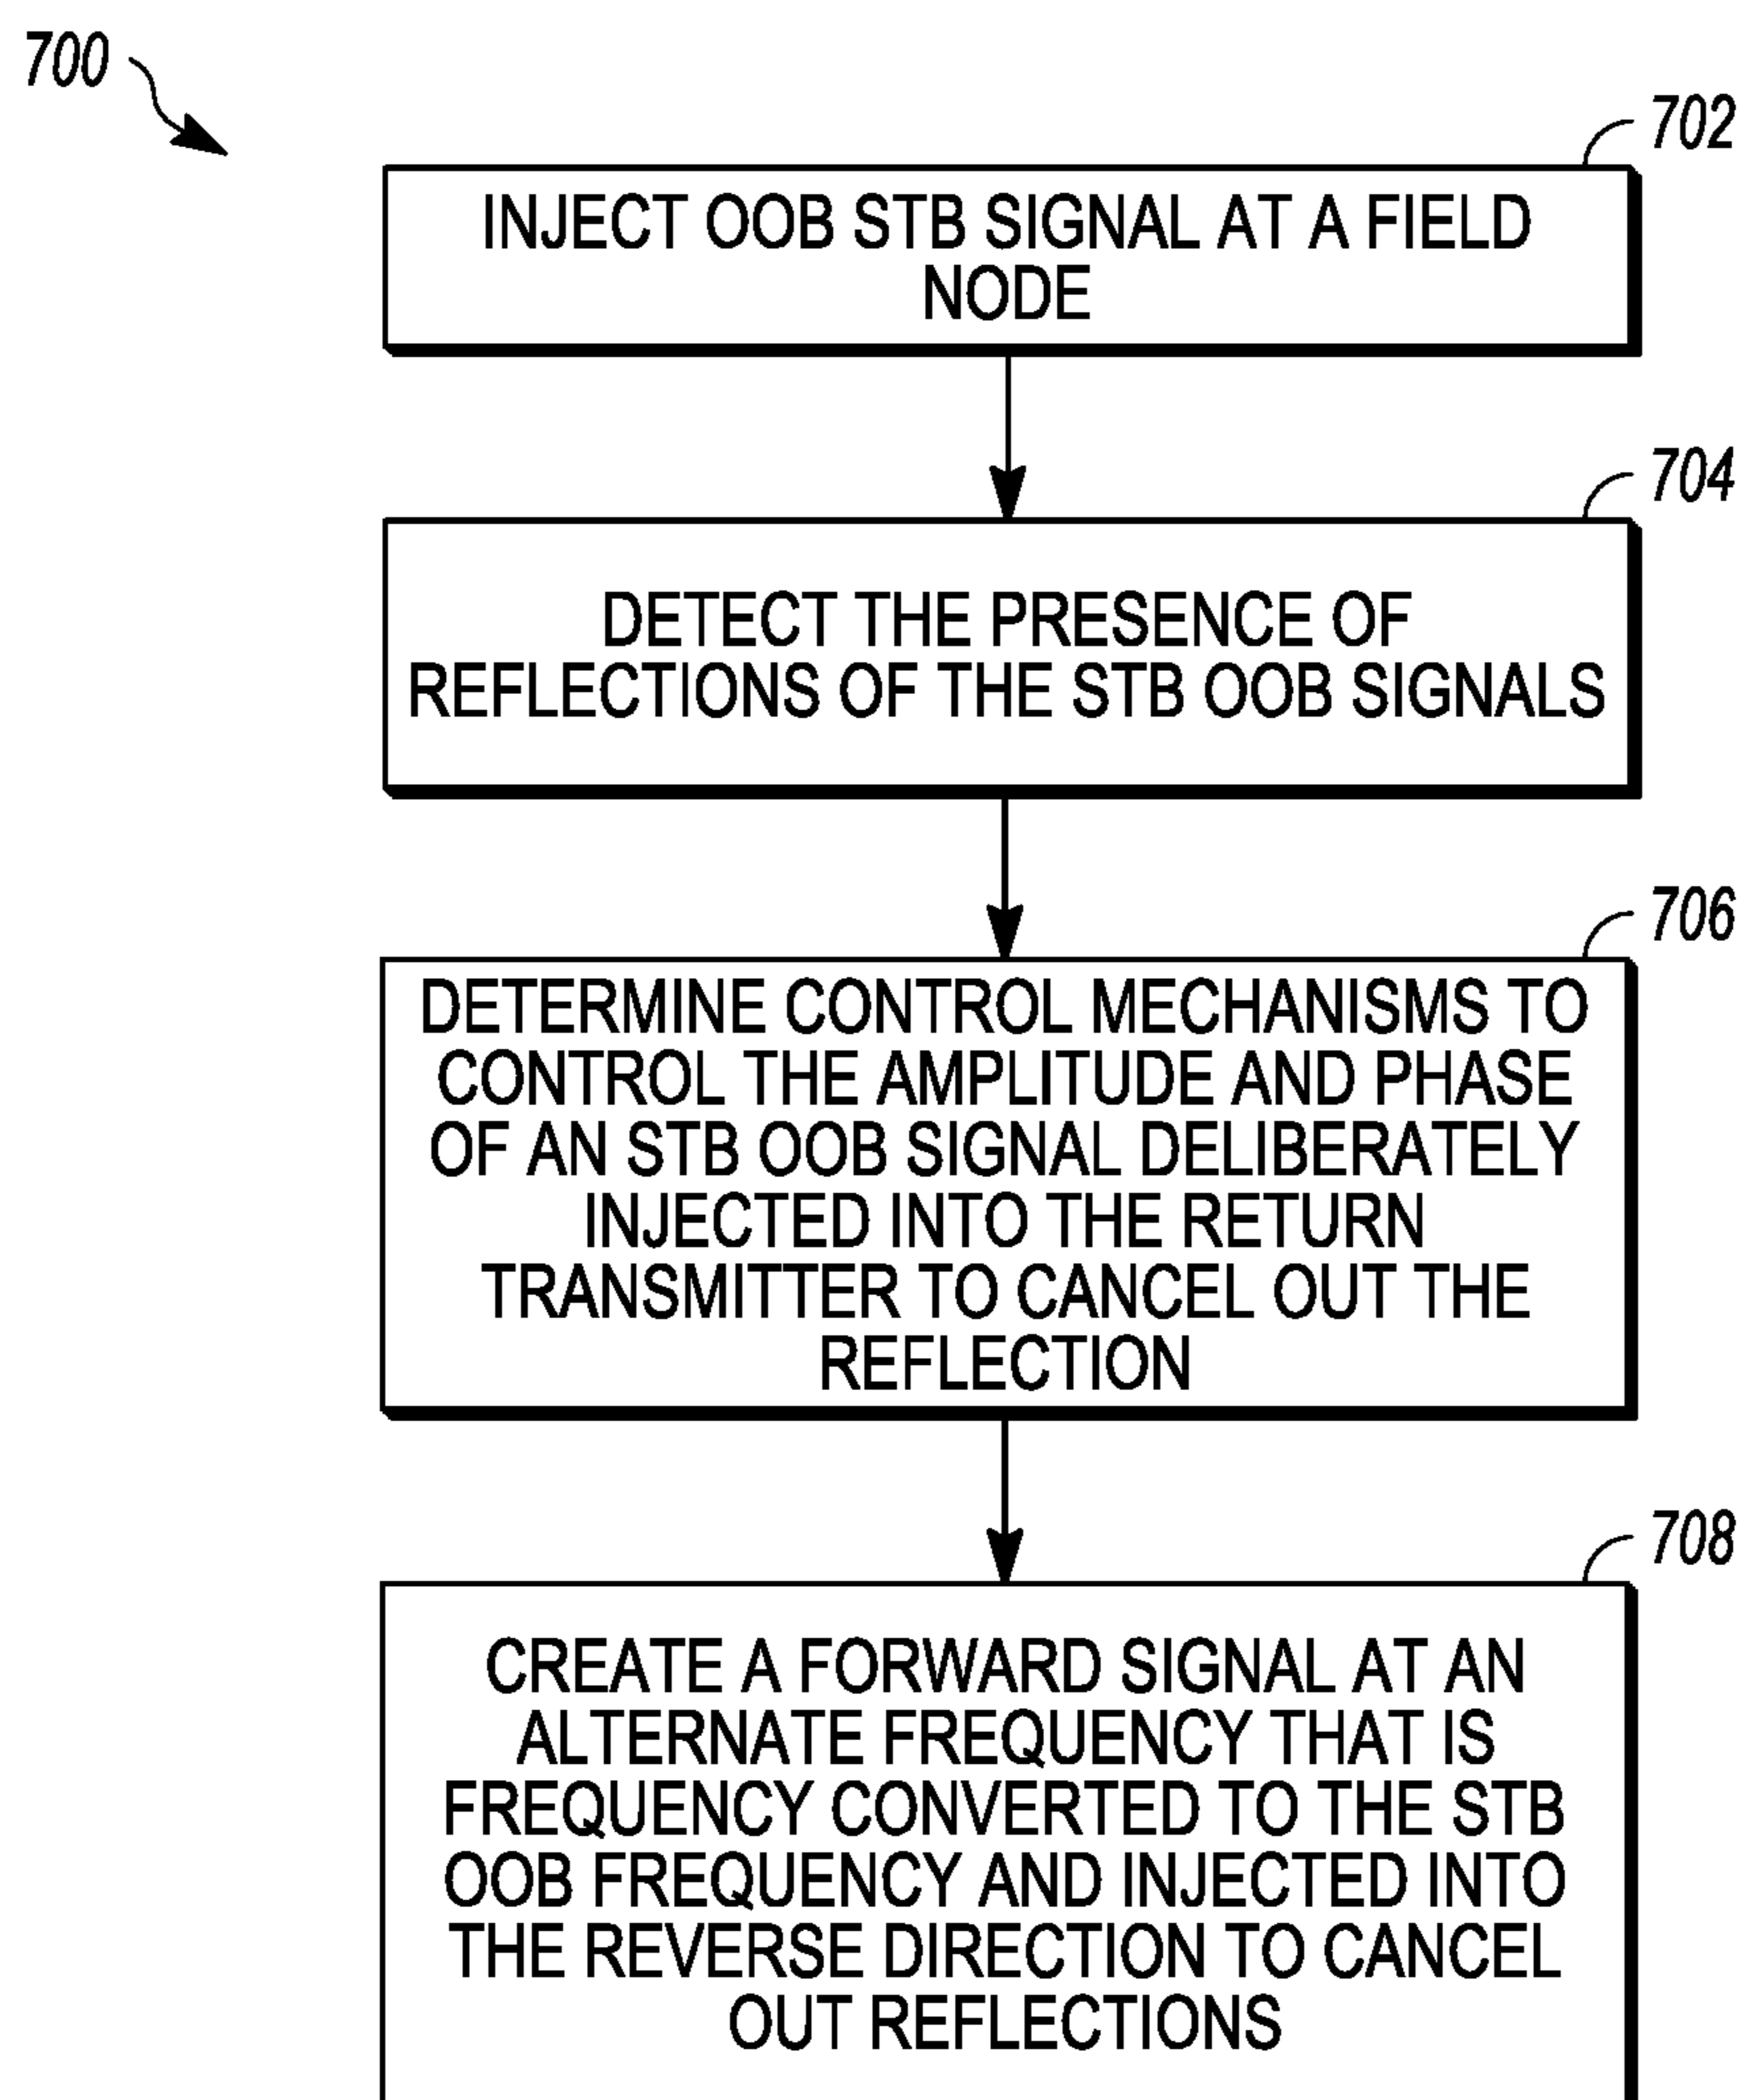 700
702
INJECT OOB STB SIGNAL AT A FIELD
NODE
704
DETECT THE PRESENCE OF
REFLECTIONS OF THE STB OOB SIGNALS
706
DETERMINE CONTROL MECHANISMS TO
CONTROL THE AMPLITUDE AND PHASE
OF AN STB OOB SIGNAL DELIBERATELY
INJECTED INTO THE RETURN
TRANSMITTER TO CANCEL OUT THE
REFLECTION
708
CREATE A FORWARD SIGNAL AT AN
ALTERNATE FREQUENCY THAT IS
FREQUENCY CONVERTED TO THE STB
OOB FREQUENCY AND INJECTED INTO
THE REVERSE DIRECTION TO CANCEL
OUT REFLECTIONS